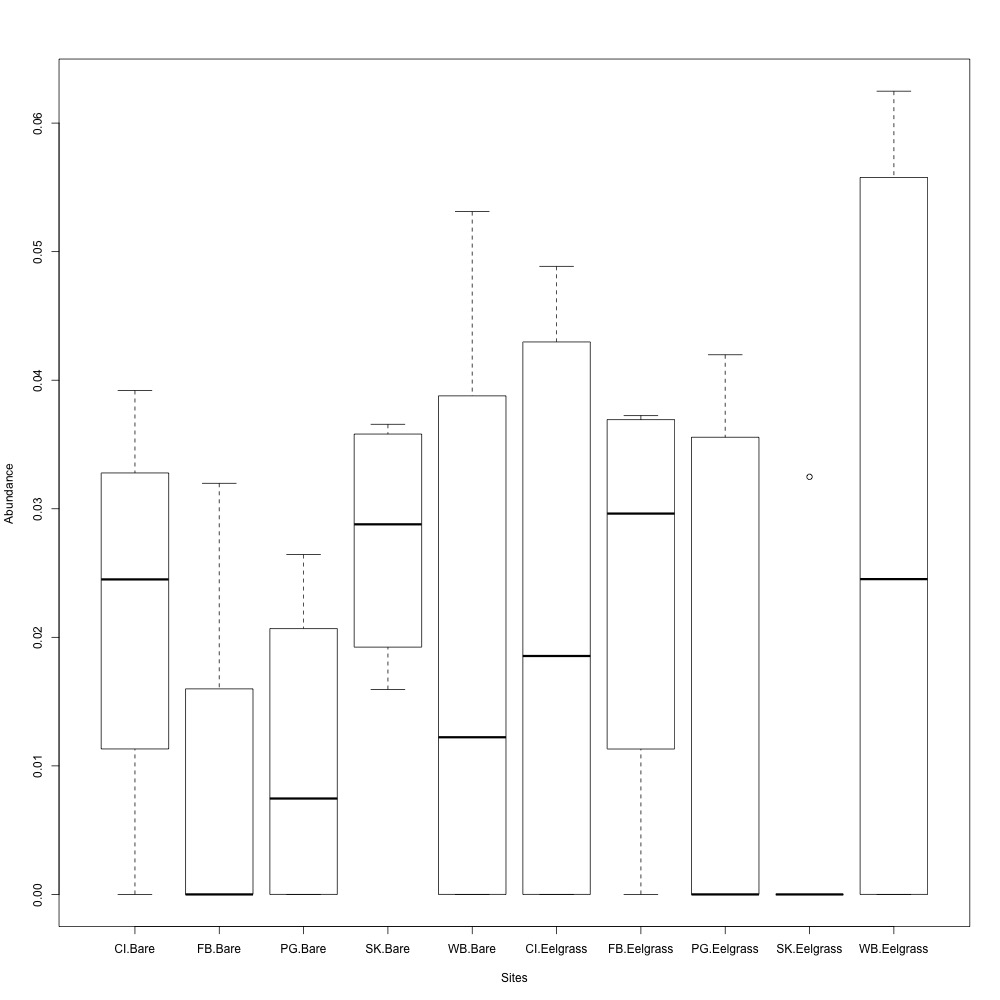 Abundance
0.06
0.05
0.04
0.03
0.02
0.01
0.00
CI.Bare FB.Bare PG.Bare SK.Bare WB.Bare CI.Eelgrass FB.Eelgrass PG.Eelgrass SK.Eelgrass WB.Eelgrass
Sites